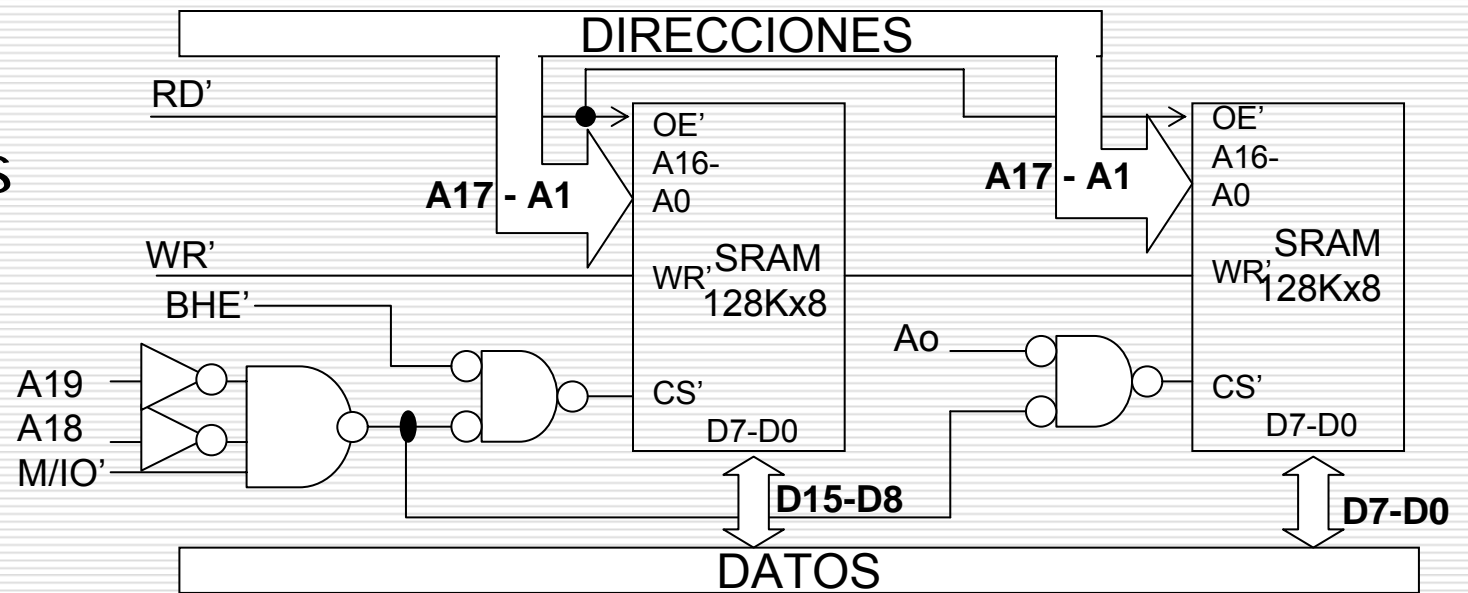 DIRECCIONES
RD’
S
OE’
A16-
A0
A17 - A1
WR’
WR’
SRAM
128Kx8
BHE’
A19
A18
M/IO’
CS’
D7-D0
D15-D8
OE’
A16-
A0
A17 - A1
WR’
SRAM
128Kx8
Ao
CS’
D7-D0
D7-D0
DATOS